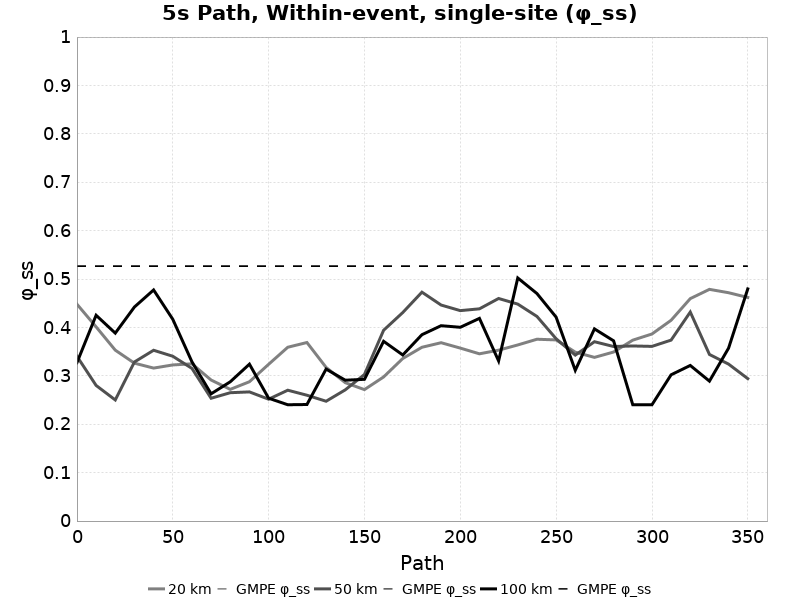 5s Path, Within-event, single-site (φ_ss)
1
0.9
0.8
0.7
0.6
0.5
0.4
0.3
0.2
0.1
0
φ_ss
0 50 100 150 200 250 300 350
Path
20 km GMPE φ_ss 50 km GMPE φ_ss 100 km GMPE φ_ss